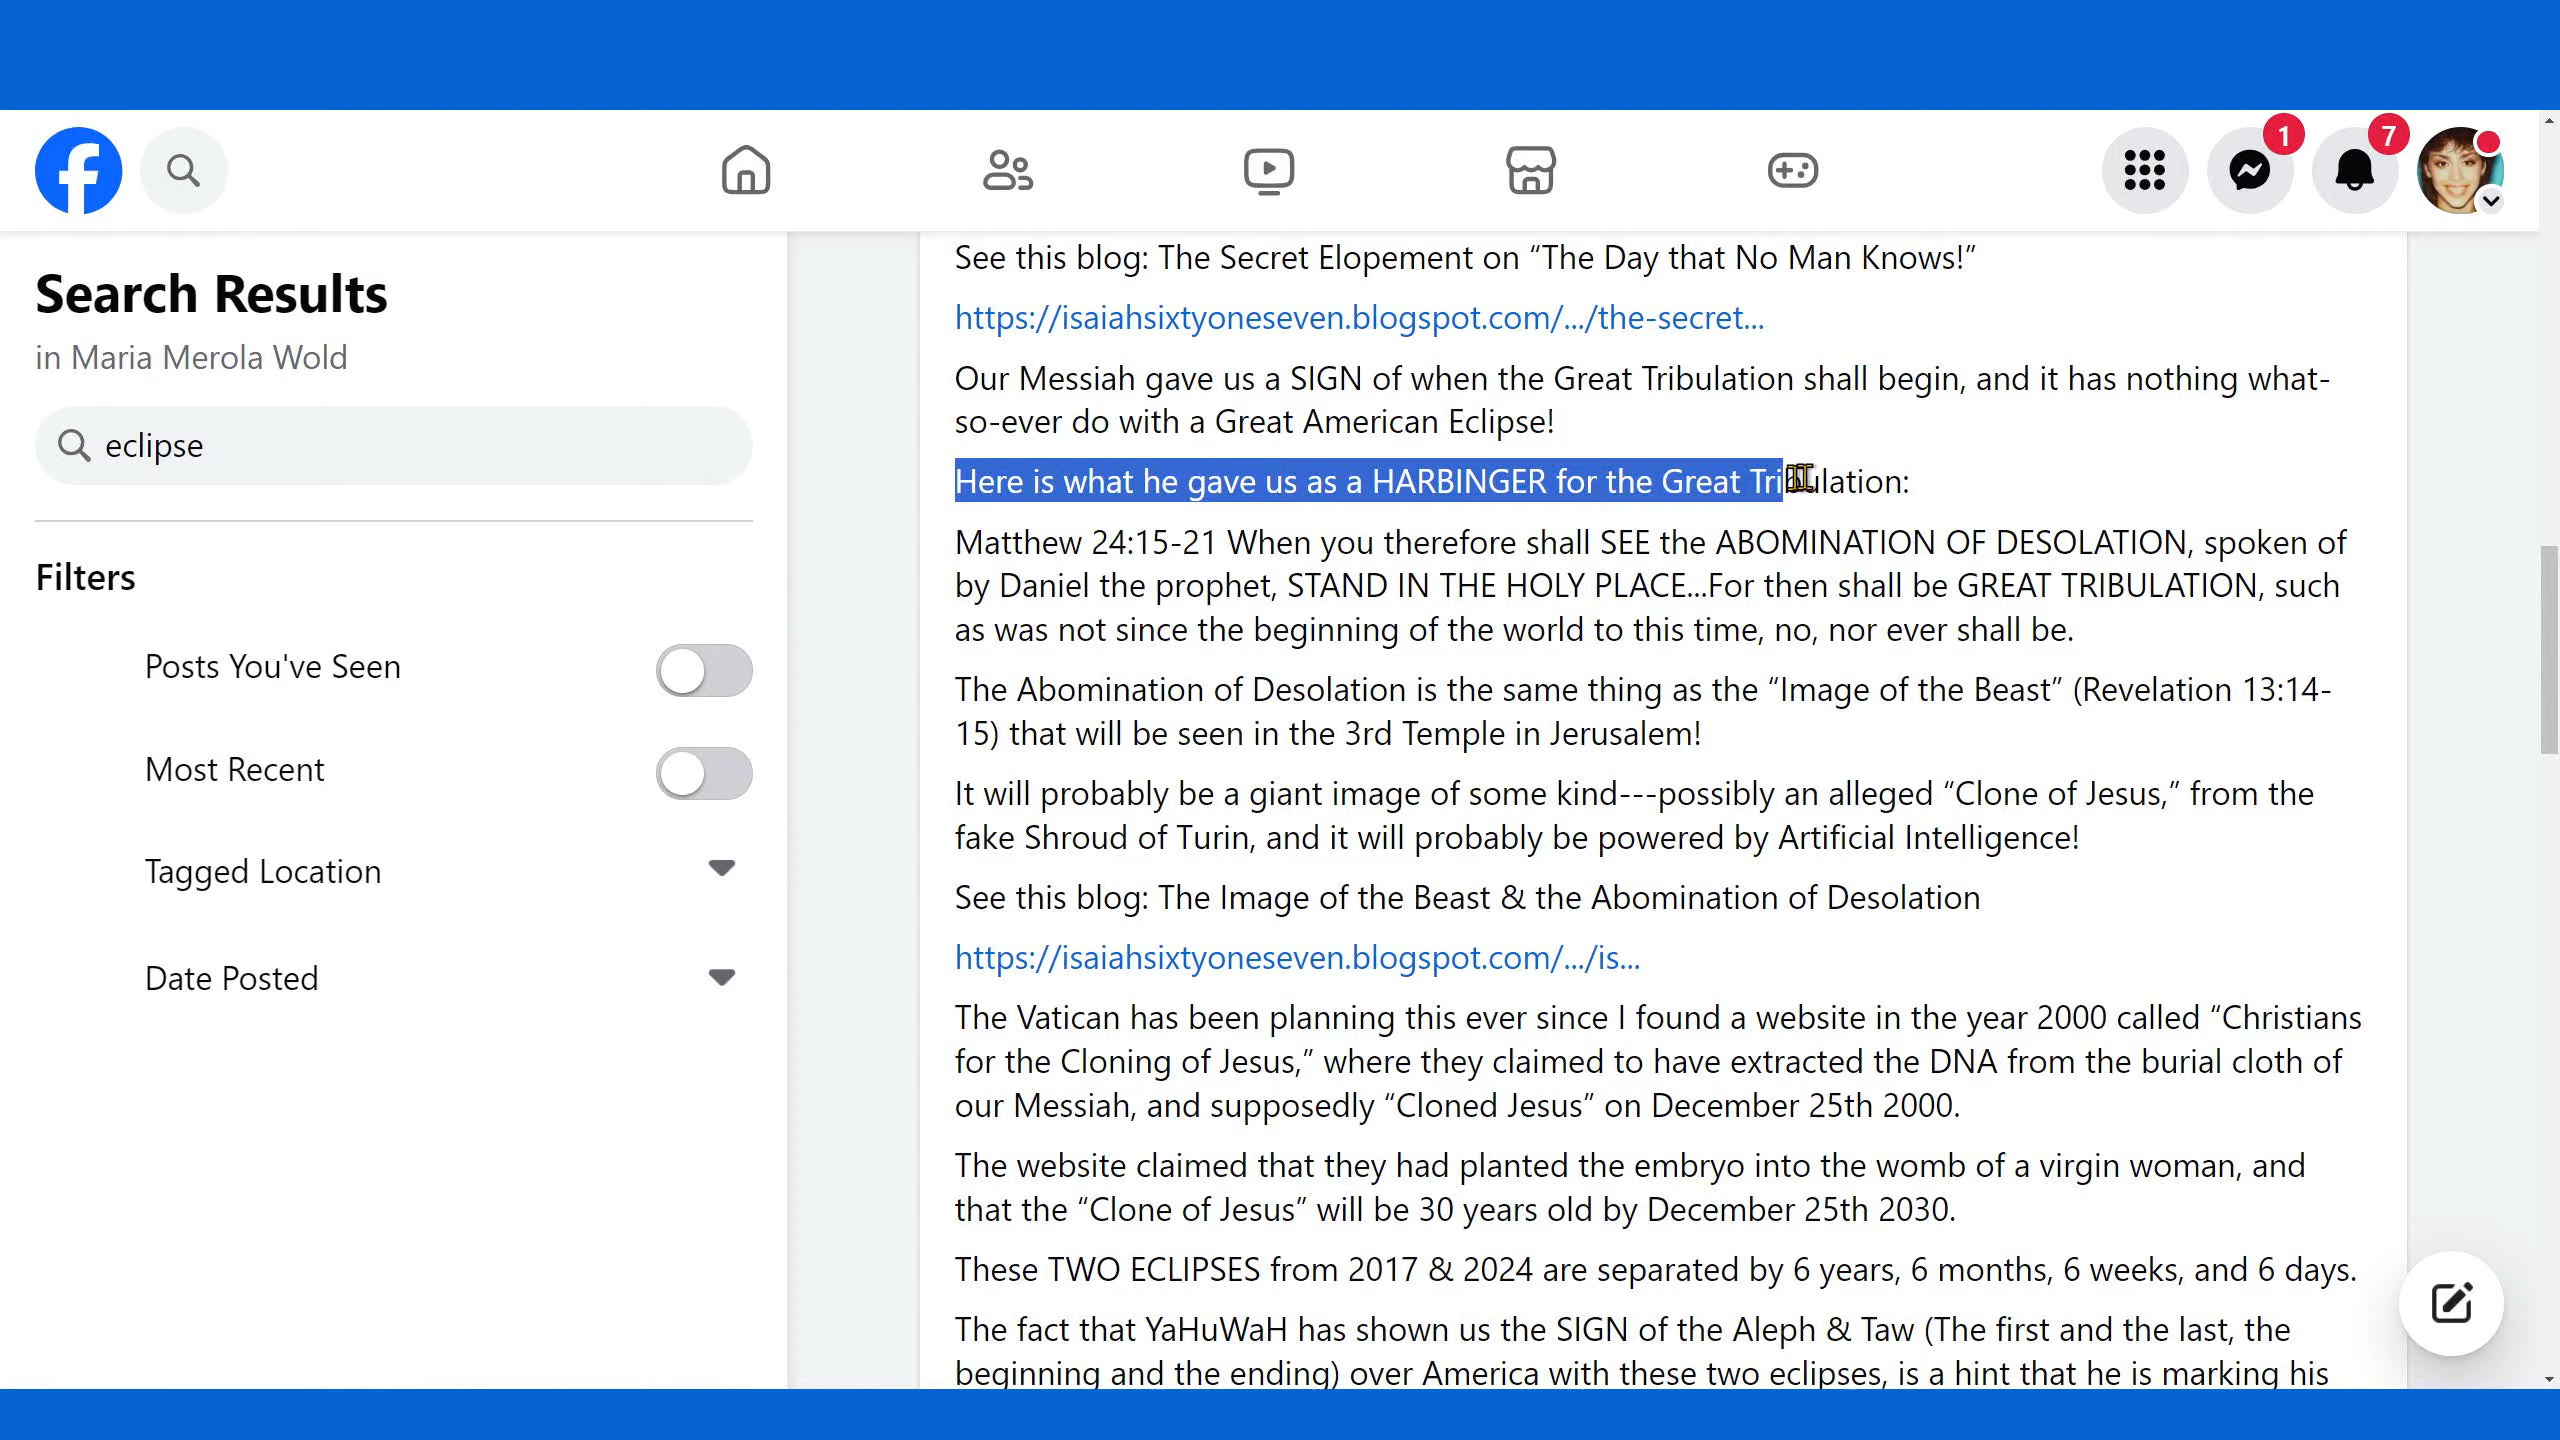 1
7
Search Results
in Maria Merola Wold
eclipse
Filters
Posts You've Seen
Most Recent
Tagged Location
Date Posted
See this blog: The Secret Elopement on “The Day that No Man Knows!”
https://isaiahsixtyoneseven.blogspot.com/.../the-secret...
Our Messiah gave us a SIGN of when the Great Tribulation shall begin, and it has nothing what-
so-ever do with a Great American Eclipse!
Here is what he gave us as a HARBINGER for the Great Tribulation:
Matthew 24:15-21 When you therefore shall SEE the ABOMINATION OF DESOLATION, spoken of
by Daniel the prophet, STAND IN THE HOLY PLACE...For then shall be GREAT TRIBULATION, such
as was not since the beginning of the world to this time, no, nor ever shall be.
The Abomination of Desolation is the same thing as the “Image of the Beast” (Revelation 13:14-
15) that will be seen in the 3rd Temple in Jerusalem!
It will probably be a giant image of some kind---possibly an alleged “Clone of Jesus,” from the
fake Shroud of Turin, and it will probably be powered by Artificial Intelligence!
See this blog: The Image of the Beast & the Abomination of Desolation
https://isaiahsixtyoneseven.blogspot.com/.../is...
The Vatican has been planning this ever since I found a website in the year 2000 called “Christians
for the Cloning of Jesus,” where they claimed to have extracted the DNA from the burial cloth of
our Messiah, and supposedly “Cloned Jesus” on December 25th 2000.
The website claimed that they had planted the embryo into the womb of a virgin woman, and
that the “Clone of Jesus” will be 30 years old by December 25th 2030.
These TWO ECLIPSES from 2017 & 2024 are separated by 6 years, 6 months, 6 weeks, and 6 days.
The fact that YaHuWaH has shown us the SIGN of the Aleph & Taw (The first and the last, the
beginning and the ending) over America with these two eclipses, is a hint that he is marking his